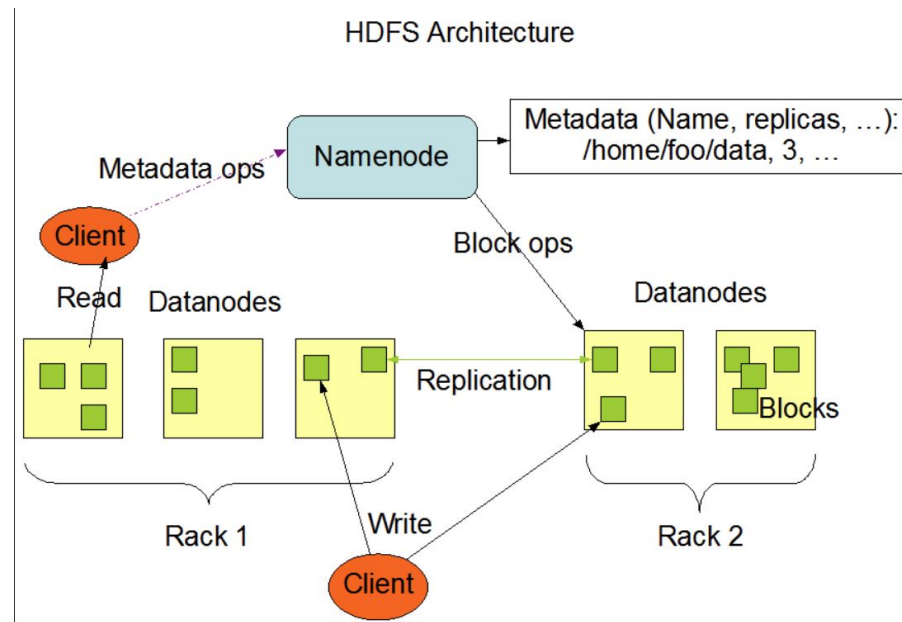 HDFS Architecture
Metadata (Name, replicas, ...):
/home/foo/data, 3, ...
Namenode
Metadata ops
Client
Block ops
Read
Datanodes
Datanodes
Replication
Blocks
Rack 1
Write
Rack 2
Client